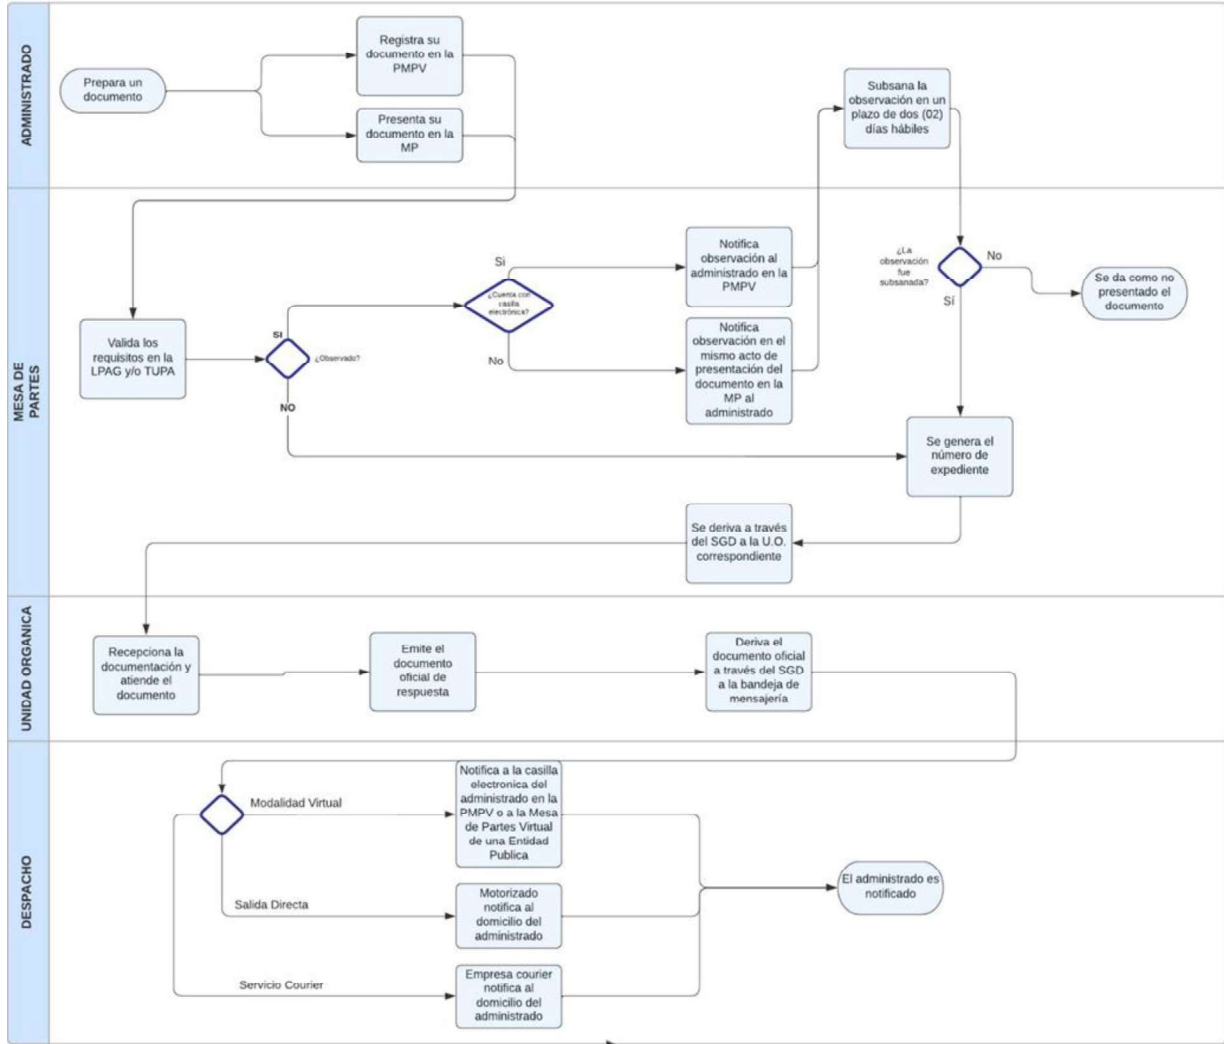 ADMINISTRADO
Prepara un
documento
Registra su
documento en la
PMPV
Presenta su
documento en la
MP
Subsana la
observación en un
plazo de dos (02)
días hábiles
MESA DE
PARTES
Valida los
requisitos en la
LPAG y/o TUPA
SI
¿Observado?
NO
Si
¿Cuenta con
casilla
electrónica?
No
Notifica
observación al
administrado en la
PMPV
Notifica
observación en el
mismo acto de
presentación del
documento en la
MP al
administrado
¿La
observación
fue
subsanada?
No
Sí
Se da como no
presentado el
documento
Se genera el
número de
expediente
Se deriva a través
del SGD a la U.O.
correspondiente
UNIDAD ORGANICA
Recepciona la
documentación y
atiende el
documento
Emite el
documento
oficial de
respuesta
Deriva el
documento oficial
a través del SGD
a la bandeja de
mensajería
DESPACHO
Modalidad Virtual
Notifica a la casilla
electronica del
administrado en la
PMPV o a la Mesa
de Partes Virtual
de una Entidad
Publica
Salida Directa
Motorizado
notifica al
domicilio del
administrado
Servicio Courier
Empresa courier
notifica al
domicilio del
administrado
El administrado es
notificado